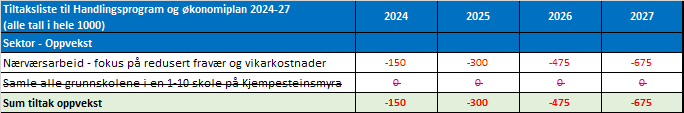 Tiltaksliste til Handlingsprogram og økonomiplan 2024-27 2024 2025 2026 2027
(alle tall i hele 1000)
Sektor - Oppvekst
Nærværsarbeid - fokus på redusert fravær og vikarkostnader -150 -325 -475 -675
Samle alle grunnskolene i en 1-10 skole på Kjempesteinsmyra 0 0 0 0
Sum tiltak oppvekst -150 -300 -475 -675